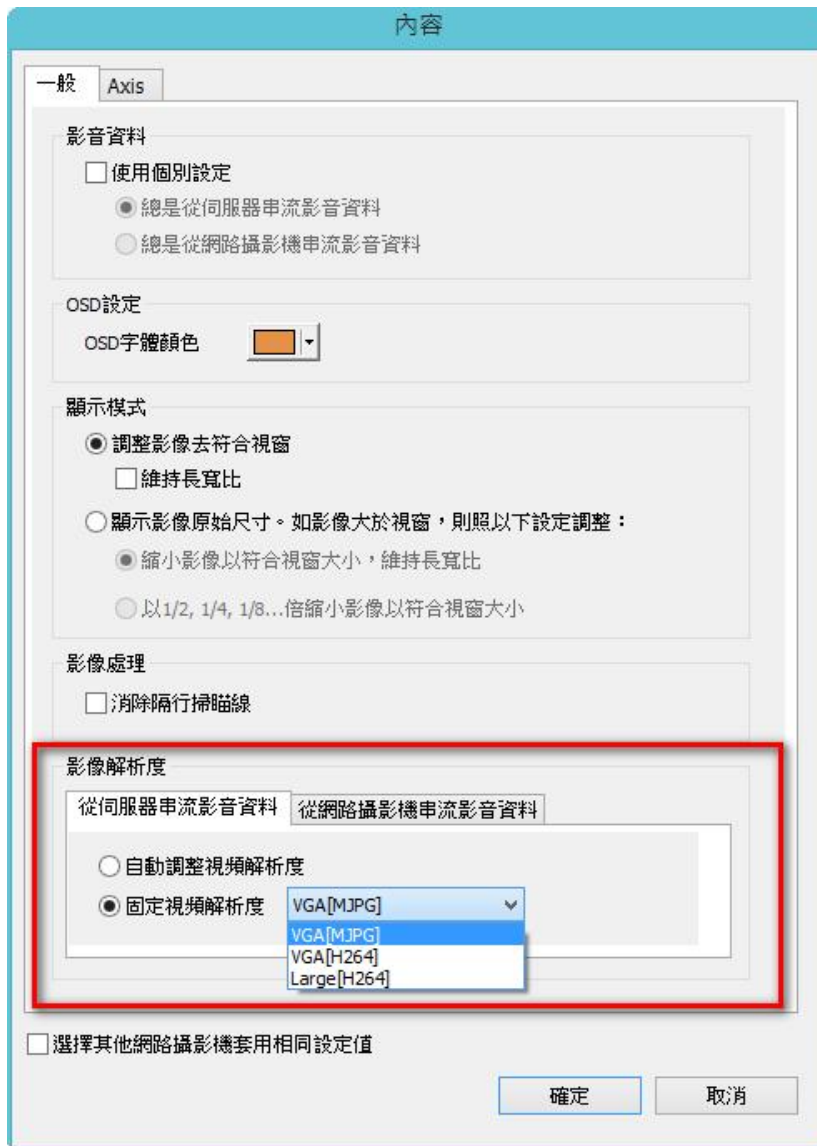 內容
一般 Axis
影音資料
使用個別設定
總是從伺服器串流影音資料
總是從網路攝影機串流影音資料
OSD設定
OSD字體顏色
顯示模式
調整影像去符合視窗
維持長寬比
顯示影像原始尺寸。如影像大於視窗，則照以下設定調整：
縮小影像以符合視窗大小，維持長寬比
以1/2, 1/4, 1/8...倍縮小影像以符合視窗大小
影像處理
消除隔行掃瞄線
影像解析度
從伺服器串流影音資料 從網路攝影機串流影音資料
自動調整視頻解析度
固定視頻解析度 VGA[MJPG]
VGA[MJPG]
VGA[H264]
Large[H264]
選擇其他網路攝影機套用相同設定值
確定 取消